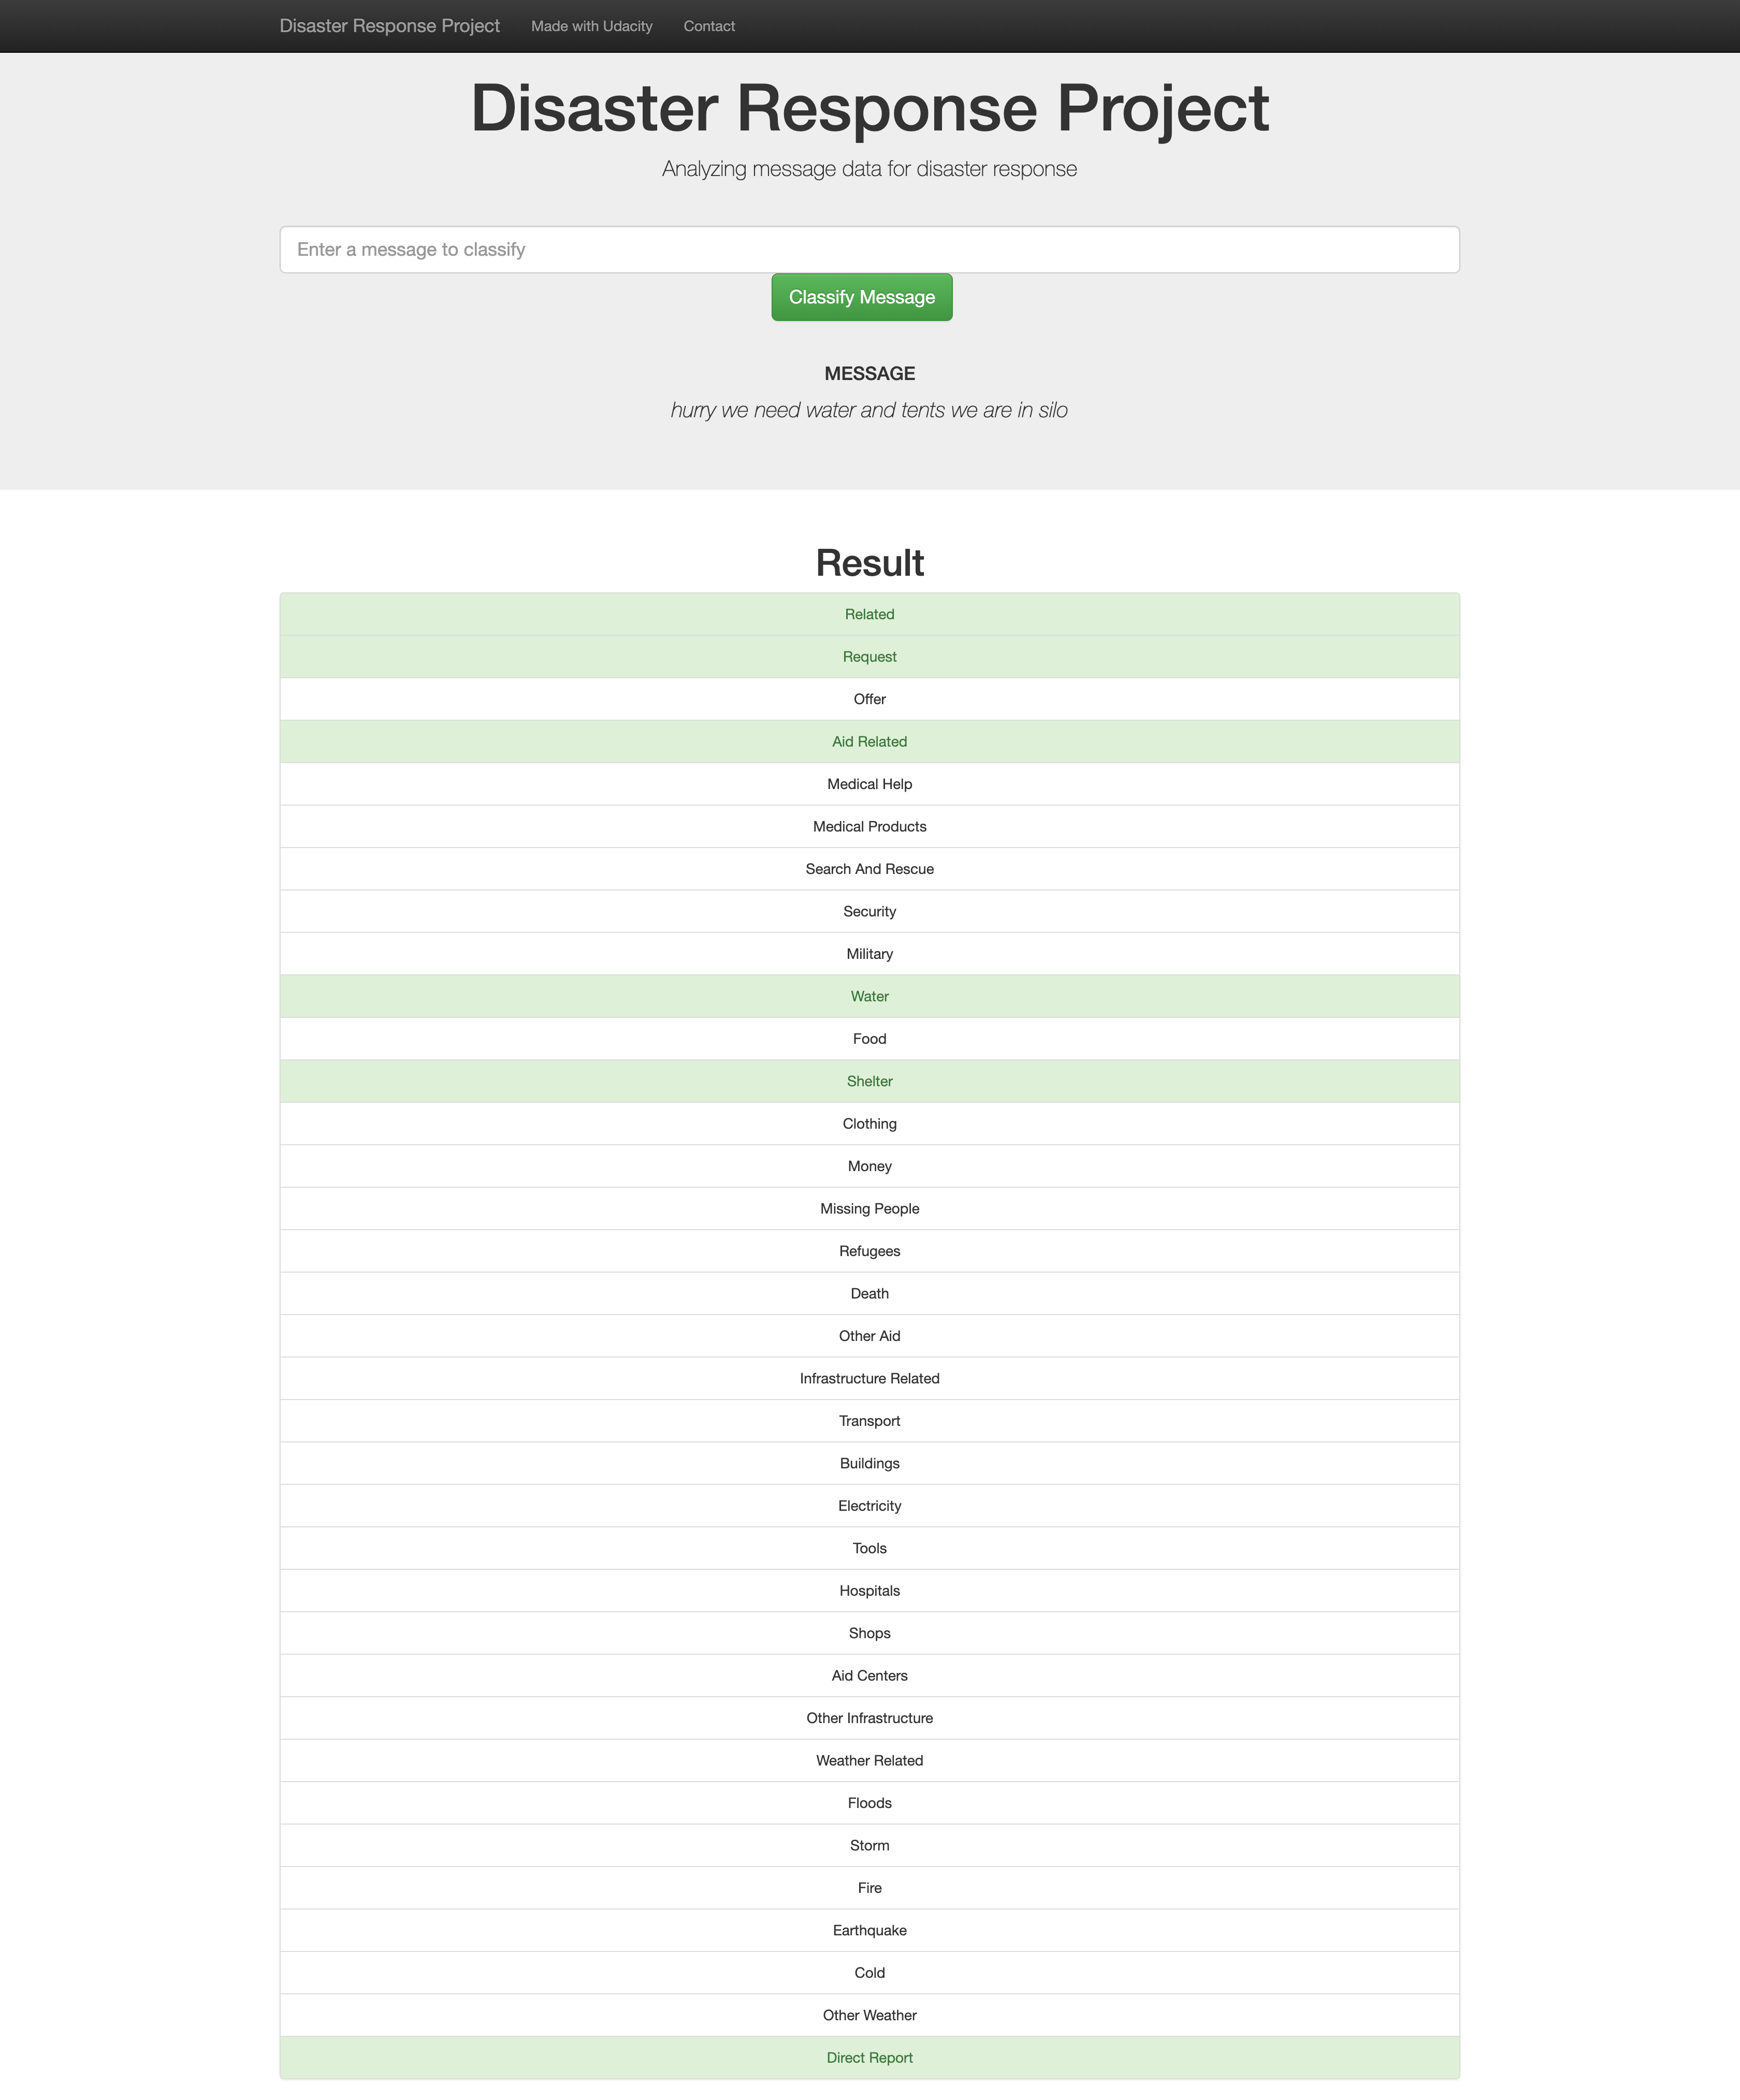 Disaster Response Project Made with Udacity Contact
Disaster Response Project
Analyzing message data for disaster response
Enter a message to classify
Classify Message
MESSAGE
hurry we need water and tents we are in silo
Result
Related
Request
Offer
Aid Related
Medical Help
Medical Products
Search And Rescue
Security
Military
Water
Food
Shelter
Clothing
Money
Missing People
Refugees
Death
Other Aid
Infrastructure Related
Transport
Buildings
Electricity
Tools
Hospitals
Shops
Aid Centers
Other Infrastructure
Weather Related
Floods
Storm
Fire
Earthquake
Cold
Other Weather
Direct Report